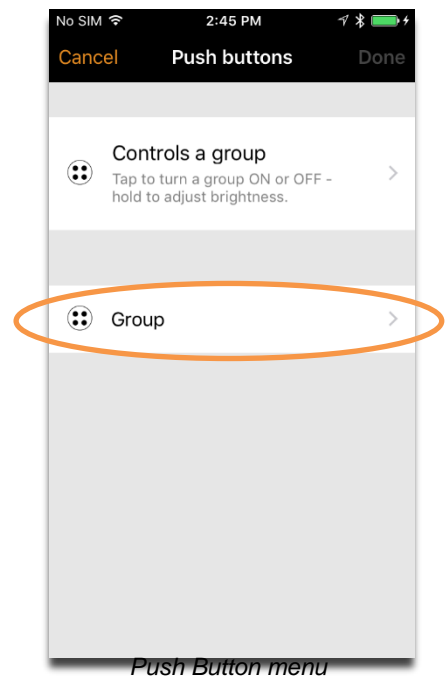 No SIM 2:45 PM
Cancel Push buttons Done
Controls a group
Tap to turn a group ON or OFF -
hold to adjust brightness.
Group
Push Button menu